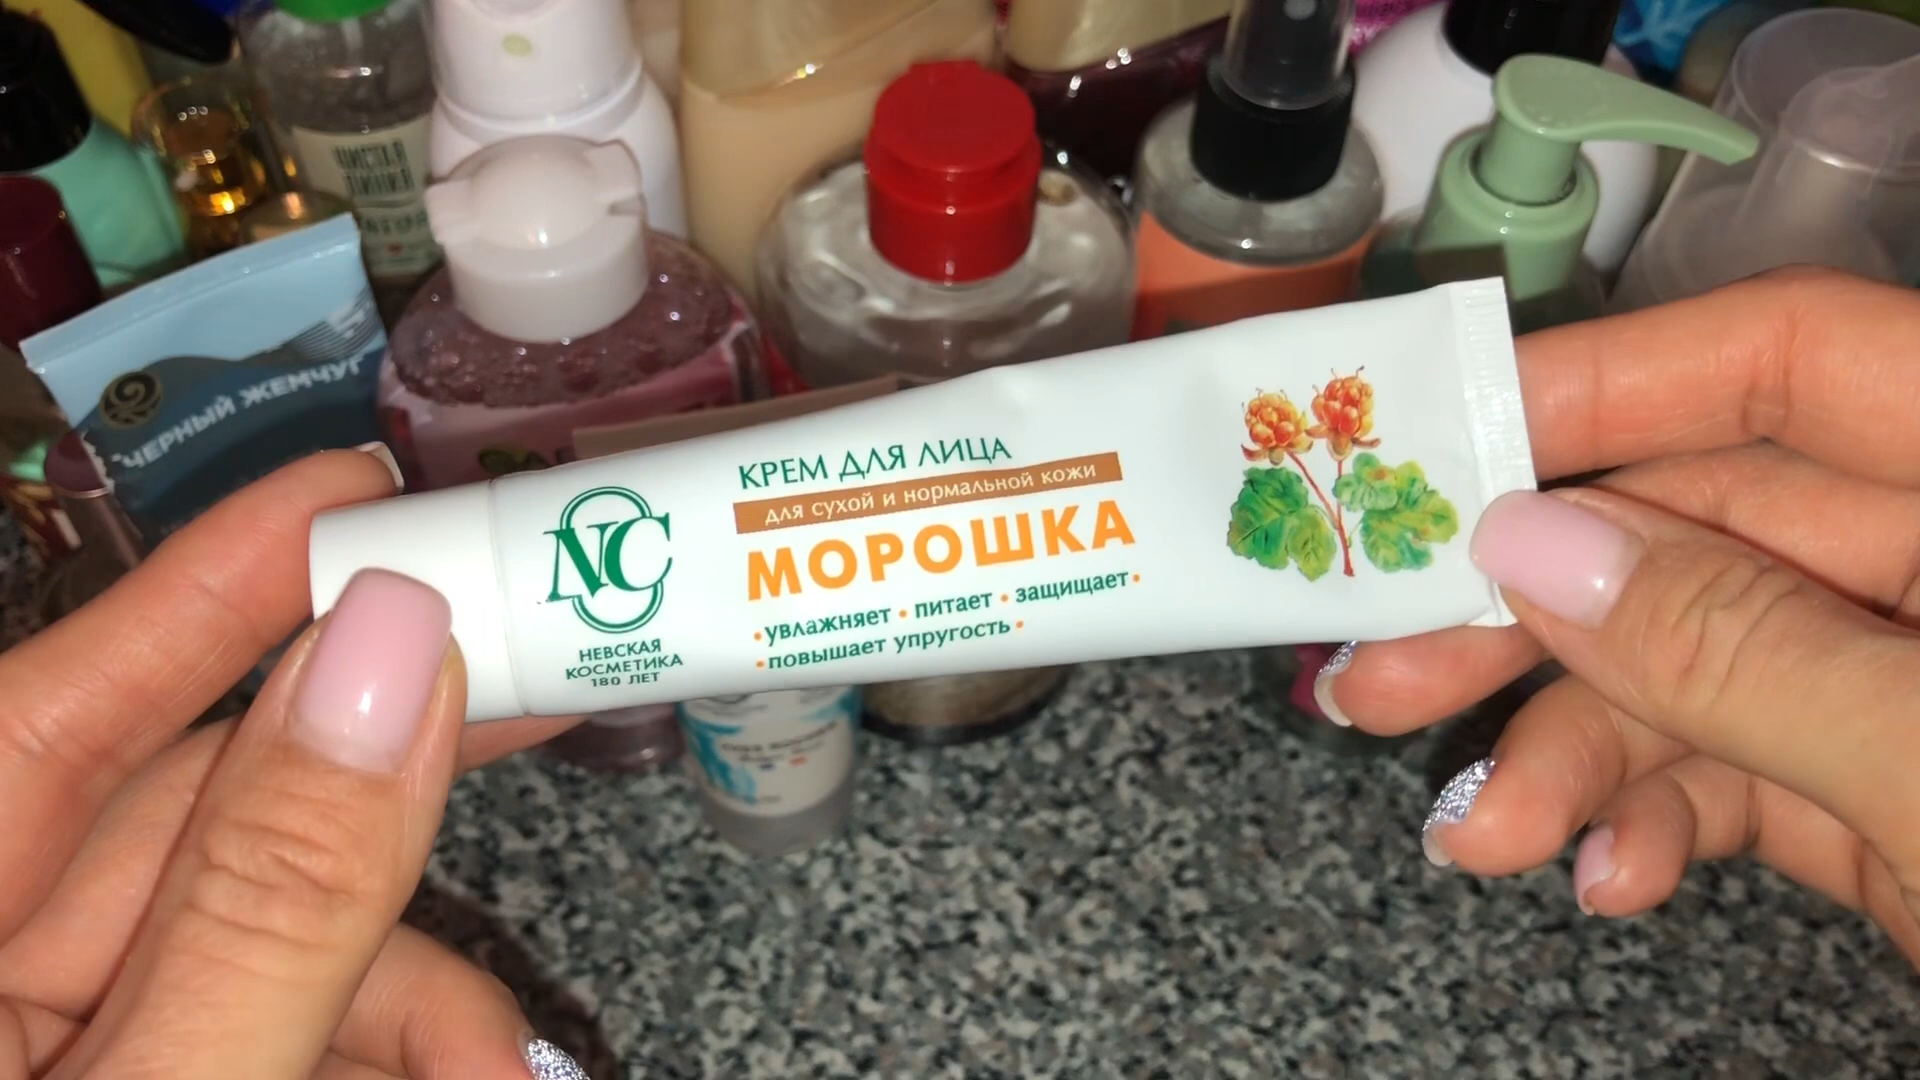 ЧИСТАЯ
ЛИНИЯ
ЧЕРНЫЙ ЖЕМЧУГ
NC
НЕВСКАЯ
КОСМЕТИКА
180 ЛЕТ
КРЕМ ДЛЯ ЛИЦА
для сухой и нормальной кожи
МОРОШКА
•увлажняет • питает • защищает•
•повышает упругость •